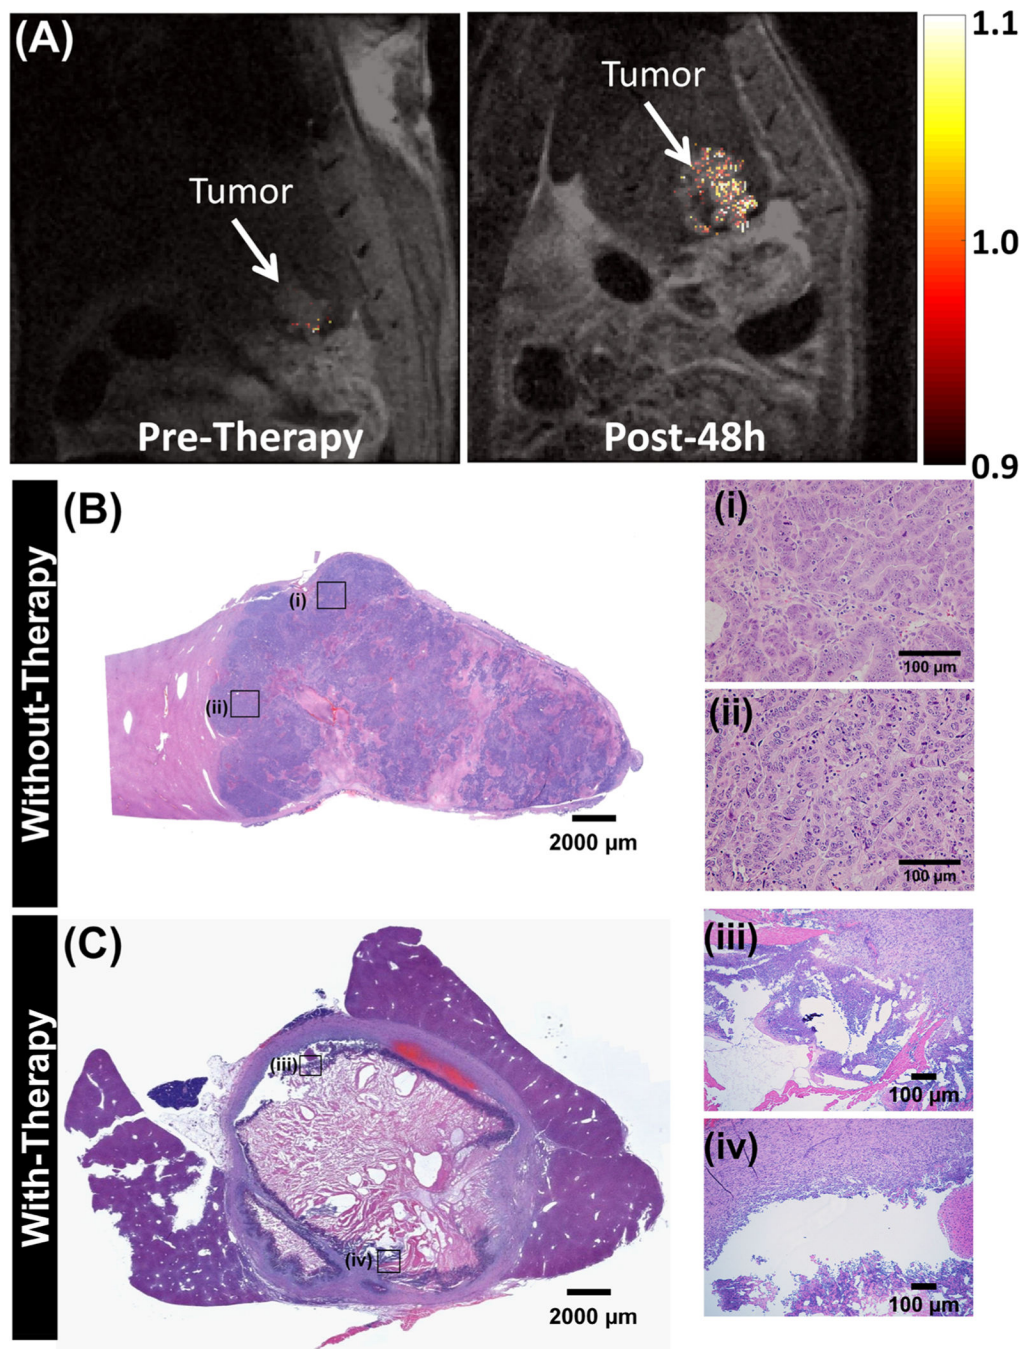 (A)
Tumor
Pre-Therapy
Tumor
Post-48h
1.1
1.0
0.9
Without-Therapy
(B)
(i)
(ii)
2000 µm
(i)
100 µm
(ii)
100 µm
With-Therapy
(C)
(iii)
(iv)
2000 µm
(iii)
100 µm
(iv)
100 µm